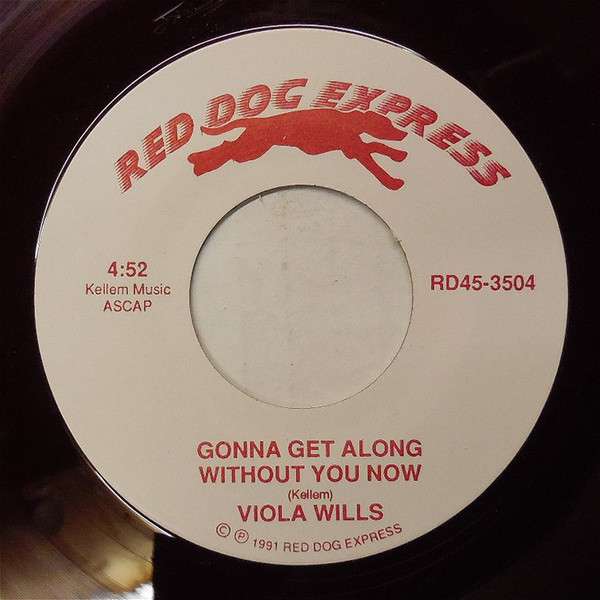 RED DOG EXPRESS
4:52
Kellem Music
ASCAP
RD45-3504
GONNA GET ALONG
WITHOUT YOU NOW
(Kellem)
VIOLA WILLS
© ℗ 1991 RED DOG EXPRESS